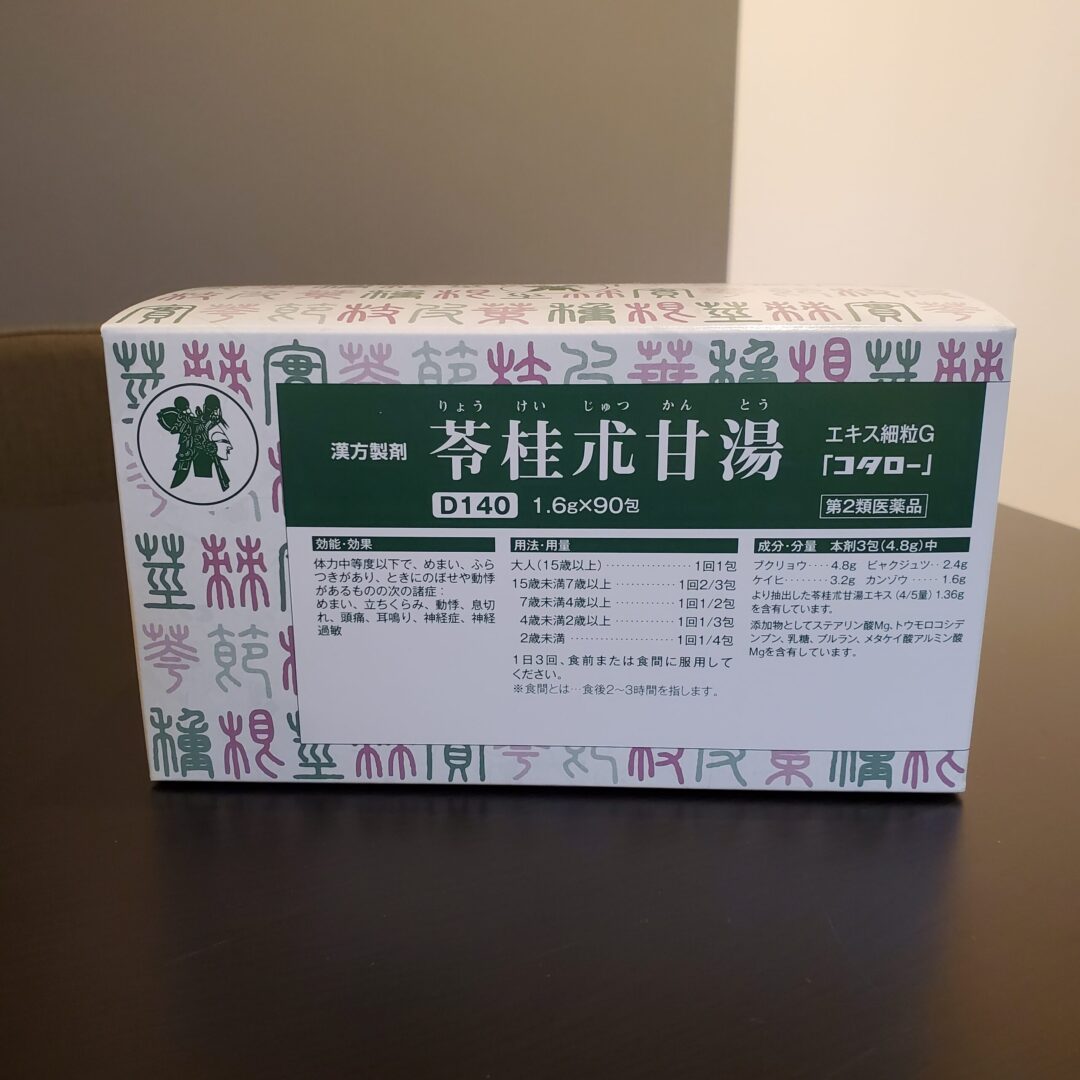 りょう けい じゅつ かん とう
漢方製剤 苓桂朮甘湯 エキス細粒G「コタロー」
D140 1.6g×90包 第2類医薬品
効能・効果
体力中等度以下で、めまい、ふら
つきがあり、ときにのぼせや動悸
があるものの次の諸症:
めまい、立ちくらみ、動悸、息切
れ、頭痛、耳鳴り、神経症、神経
過敏
用法・用量
大人(15歳以上)‥‥‥‥‥‥‥1回1包
15歳未満7歳以上‥‥‥‥‥1回2/3包
7歳未満4歳以上‥‥‥‥‥1回1/2包
4歳未満2歳以上‥‥‥‥‥1回1/3包
2歳未満‥‥‥‥‥‥‥‥‥1回1/4包
1日3回、食前または食間に服用して
ください。
※食間とは…食後2〜3時間を指します。
成分・分量 本剤3包(4.8g)中
ブクリョウ‥‥4.8g ビャクジュツ‥2.4g
ケイヒ‥‥‥‥3.2g カンゾウ‥‥‥1.6g
より抽出した苓桂朮甘湯エキス(4/5量)1.36g
を含有しています。
添加物としてステアリン酸Mg、トウモロコシデ
ンプン、乳糖、プルラン、メタケイ酸アルミン酸
Mgを含有しています。